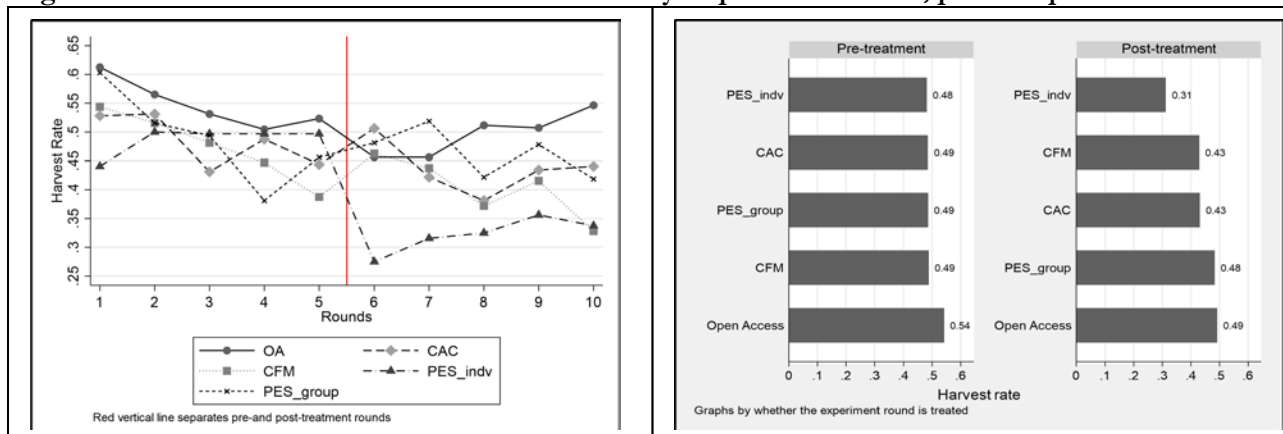 .65
.6
.55
.5
.45
.4
.35
.3
.25
Harvest Rate
1 2 3 4 5 6 7 8 9 10
Rounds
OA CAC
CFM PES_indv
PES_group
Red vertical line separates pre-and post-treatment rounds
Pre-treatment Post-treatment
PES_indv 0.48 PES_indv 0.31
CAC 0.49 CFM 0.43
PES_group 0.49 CAC 0.43
CFM 0.49 PES_group 0.48
Open Access 0.54 Open Access 0.49
0 .1 .2 .3 .4 .5 .6 0 .1 .2 .3 .4 .5 .6
Harvest rate
Graphs by whether the experiment round is treated